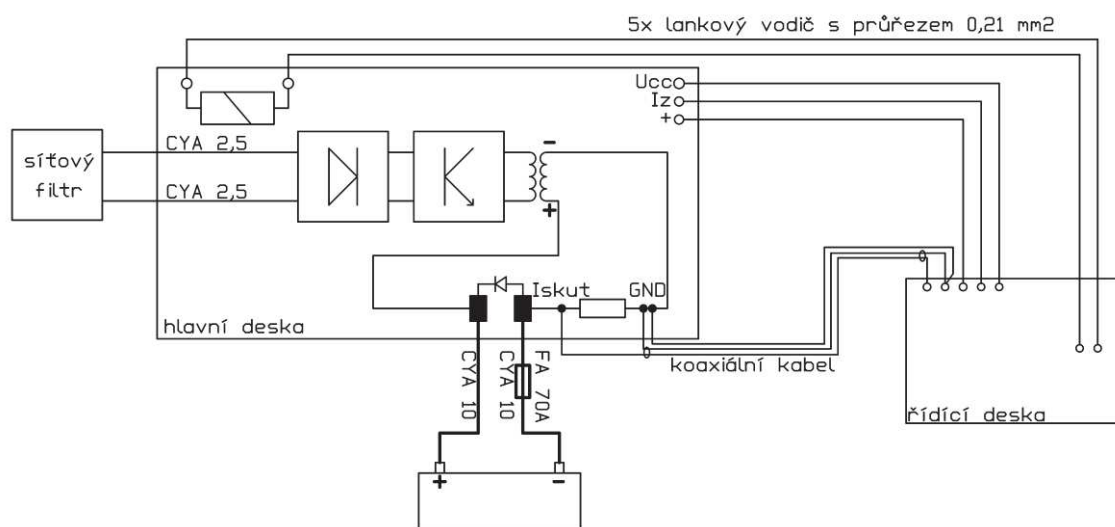 5x lankový vodič s průřezem 0,21 mm2
Ucc
Iz
+
CYA 2,5
síťový
filtr
CYA 2,5
-
+
Iskut
GND
hlavní deska
koaxiální kabel
CYA 10
CYA 10
FA 70A
řídící deska
+
-